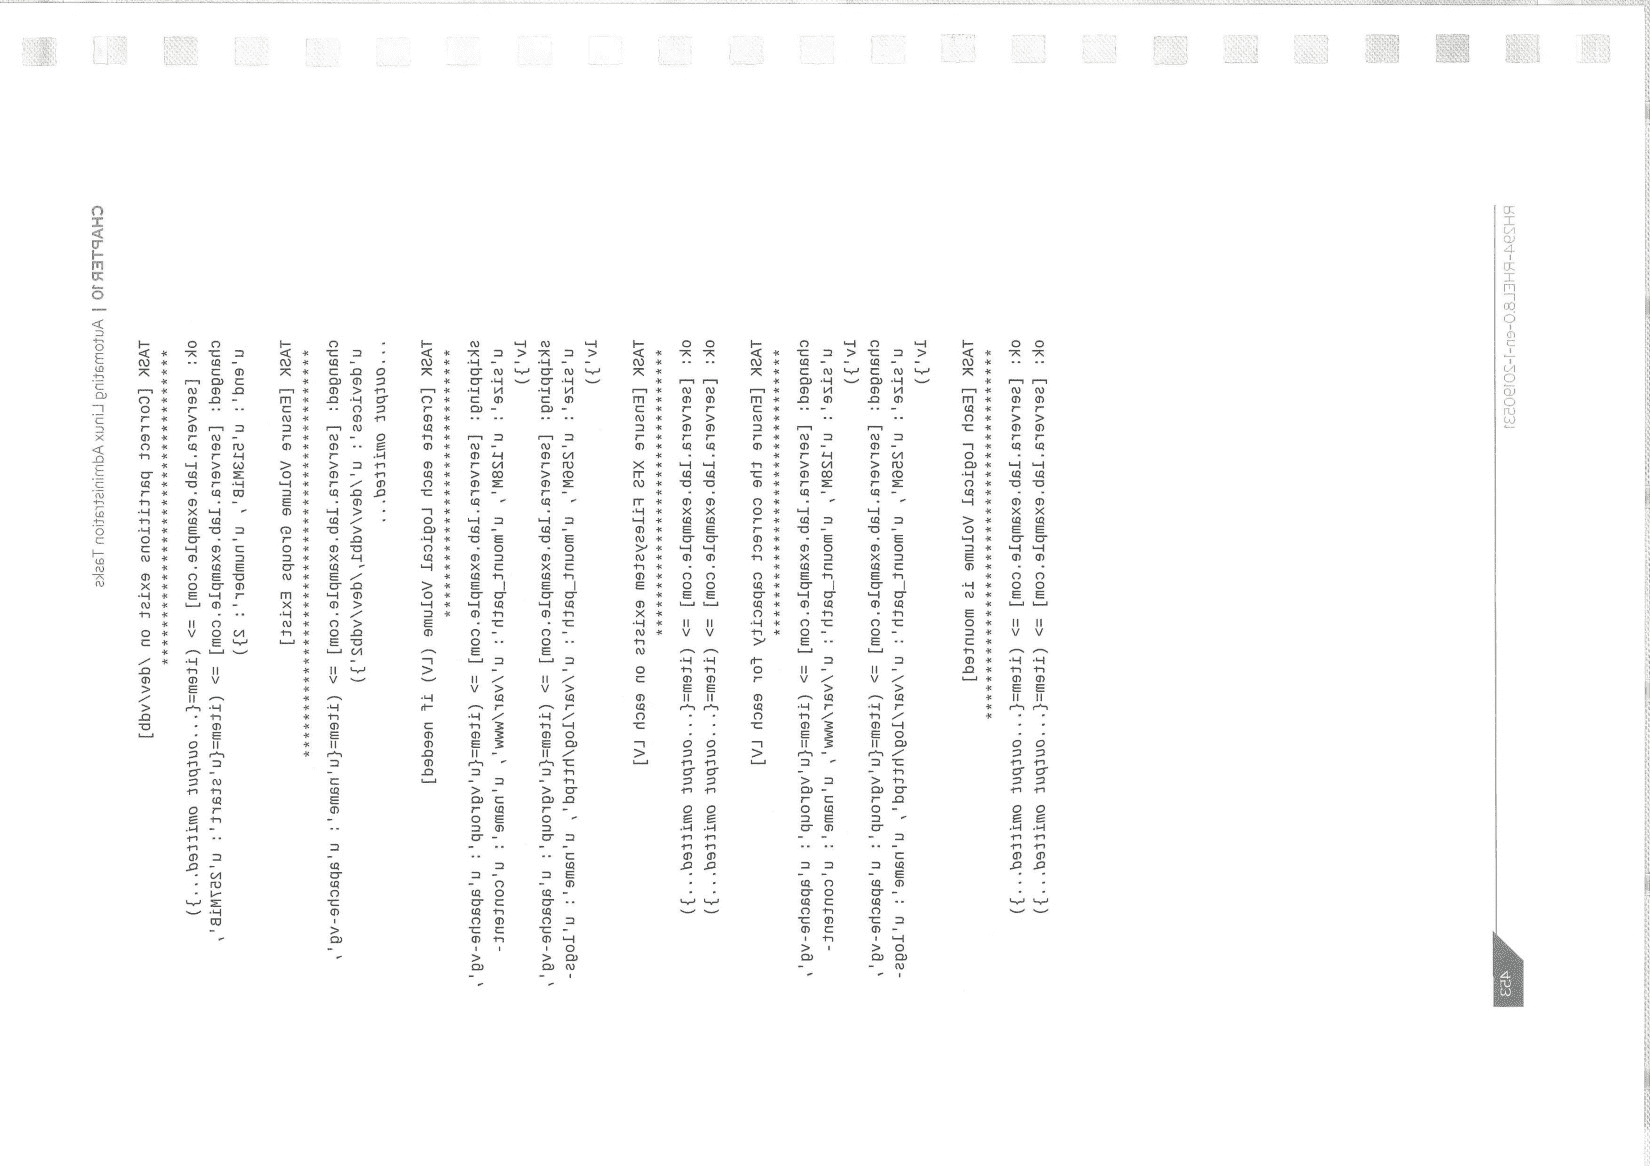 CHAPTER 10 | Automating Linux Administration Tasks
TASK [Correct partitions exist on /dev/vdb]
 **********************************
ok: [servera.lab.example.com] => (item={...output omitted...})
changed: [servera.lab.example.com] => (item={u'start': u'257MiB',
 u'end': u'513MiB', u'number': 2})
TASK [Ensure Volume Groups Exist]
 ********************************************
changed: [servera.lab.example.com] => (item={u'name': u'apache-vg',
 u'devices': u'/dev/vdb1,/dev/vdb2'})
...output omitted...
TASK [Create each Logical Volume (LV) if needed]
 *****************************
skipping: [servera.lab.example.com] => (item={u'vgroup': u'apache-vg',
 u'size': u'128M', u'mount_path': u'/var/www', u'name': u'content-
lv'})
skipping: [servera.lab.example.com] => (item={u'vgroup': u'apache-vg',
 u'size': u'256M', u'mount_path': u'/var/log/httpd', u'name': u'logs-
lv'})
TASK [Ensure XFS Filesystem exists on each LV]
 *******************************
ok: [servera.lab.example.com] => (item={...output omitted...})
ok: [servera.lab.example.com] => (item={...output omitted...})
TASK [Ensure the correct capacity for each LV]
 *******************************
changed: [servera.lab.example.com] => (item={u'vgroup': u'apache-vg',
 u'size': u'128M', u'mount_path': u'/var/www', u'name': u'content-
lv'})
changed: [servera.lab.example.com] => (item={u'vgroup': u'apache-vg',
 u'size': u'256M', u'mount_path': u'/var/log/httpd', u'name': u'logs-
lv'})
TASK [Each Logical Volume is mounted]
 ****************************************
ok: [servera.lab.example.com] => (item={...output omitted...})
ok: [servera.lab.example.com] => (item={...output omitted...})
RH294-RHEL8.0-en-1-20190531
453